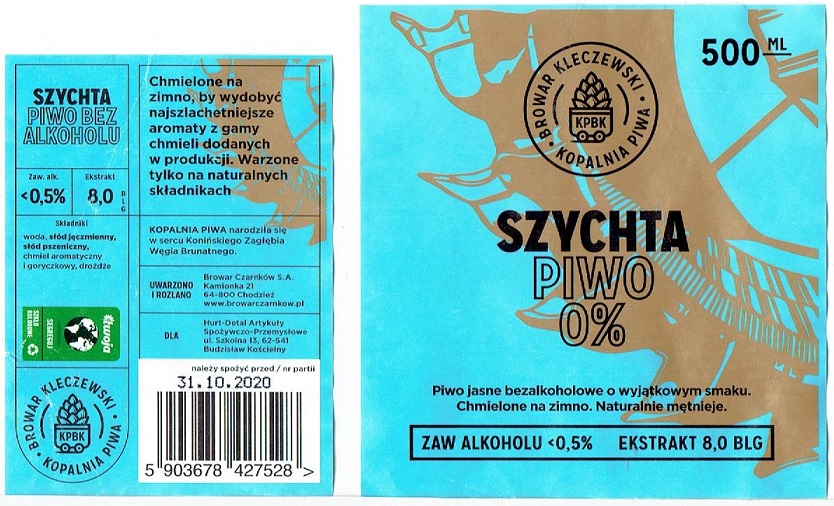 SZYCHTA
PIWO BEZ
ALKOHOLU
Zaw. alk.
<0,5%
Ekstrakt
8,0 BLG
Składniki
woda, słód jęczmienny,
słód pszeniczny,
chmiel aromatyczny
i goryczkowy, drożdże
#twoja
SEGREGUJ
SZKŁO
KOLOROWE
BROWAR KLECZEWSKI
KPBK
KOPALNIA PIWA
Chmielone na
zimno, by wydobyć
najszlachetniejsze
aromaty z gamy
chmieli dodanych
w produkcji. Warzone
tylko na naturalnych
składnikach
KOPALNIA PIWA narodziła się
w sercu Konińskiego Zagłębia
Węgla Brunatnego.
UWARZONO
I ROZLANO
Browar Czarnków S.A.
Kamionka 21
64-800 Chodzież
www.browarczarnkow.pl
DLA
Hurt-Detal Artykuły
Spożywczo-Przemysłowe
ul. Szkolna 13, 62-541
Budzisław Kościelny
należy spożyć przed / nr partii
31.10.2020
5 903678 427528 >
500 ML
BROWAR KLECZEWSKI
KPBK
KOPALNIA PIWA
SZYCHTA
PIWO
0%
Piwo jasne bezalkoholowe o wyjątkowym smaku.
Chmielone na zimno. Naturalnie mętnieje.
ZAW ALKOHOLU <0,5% EKSTRAKT 8,0 BLG